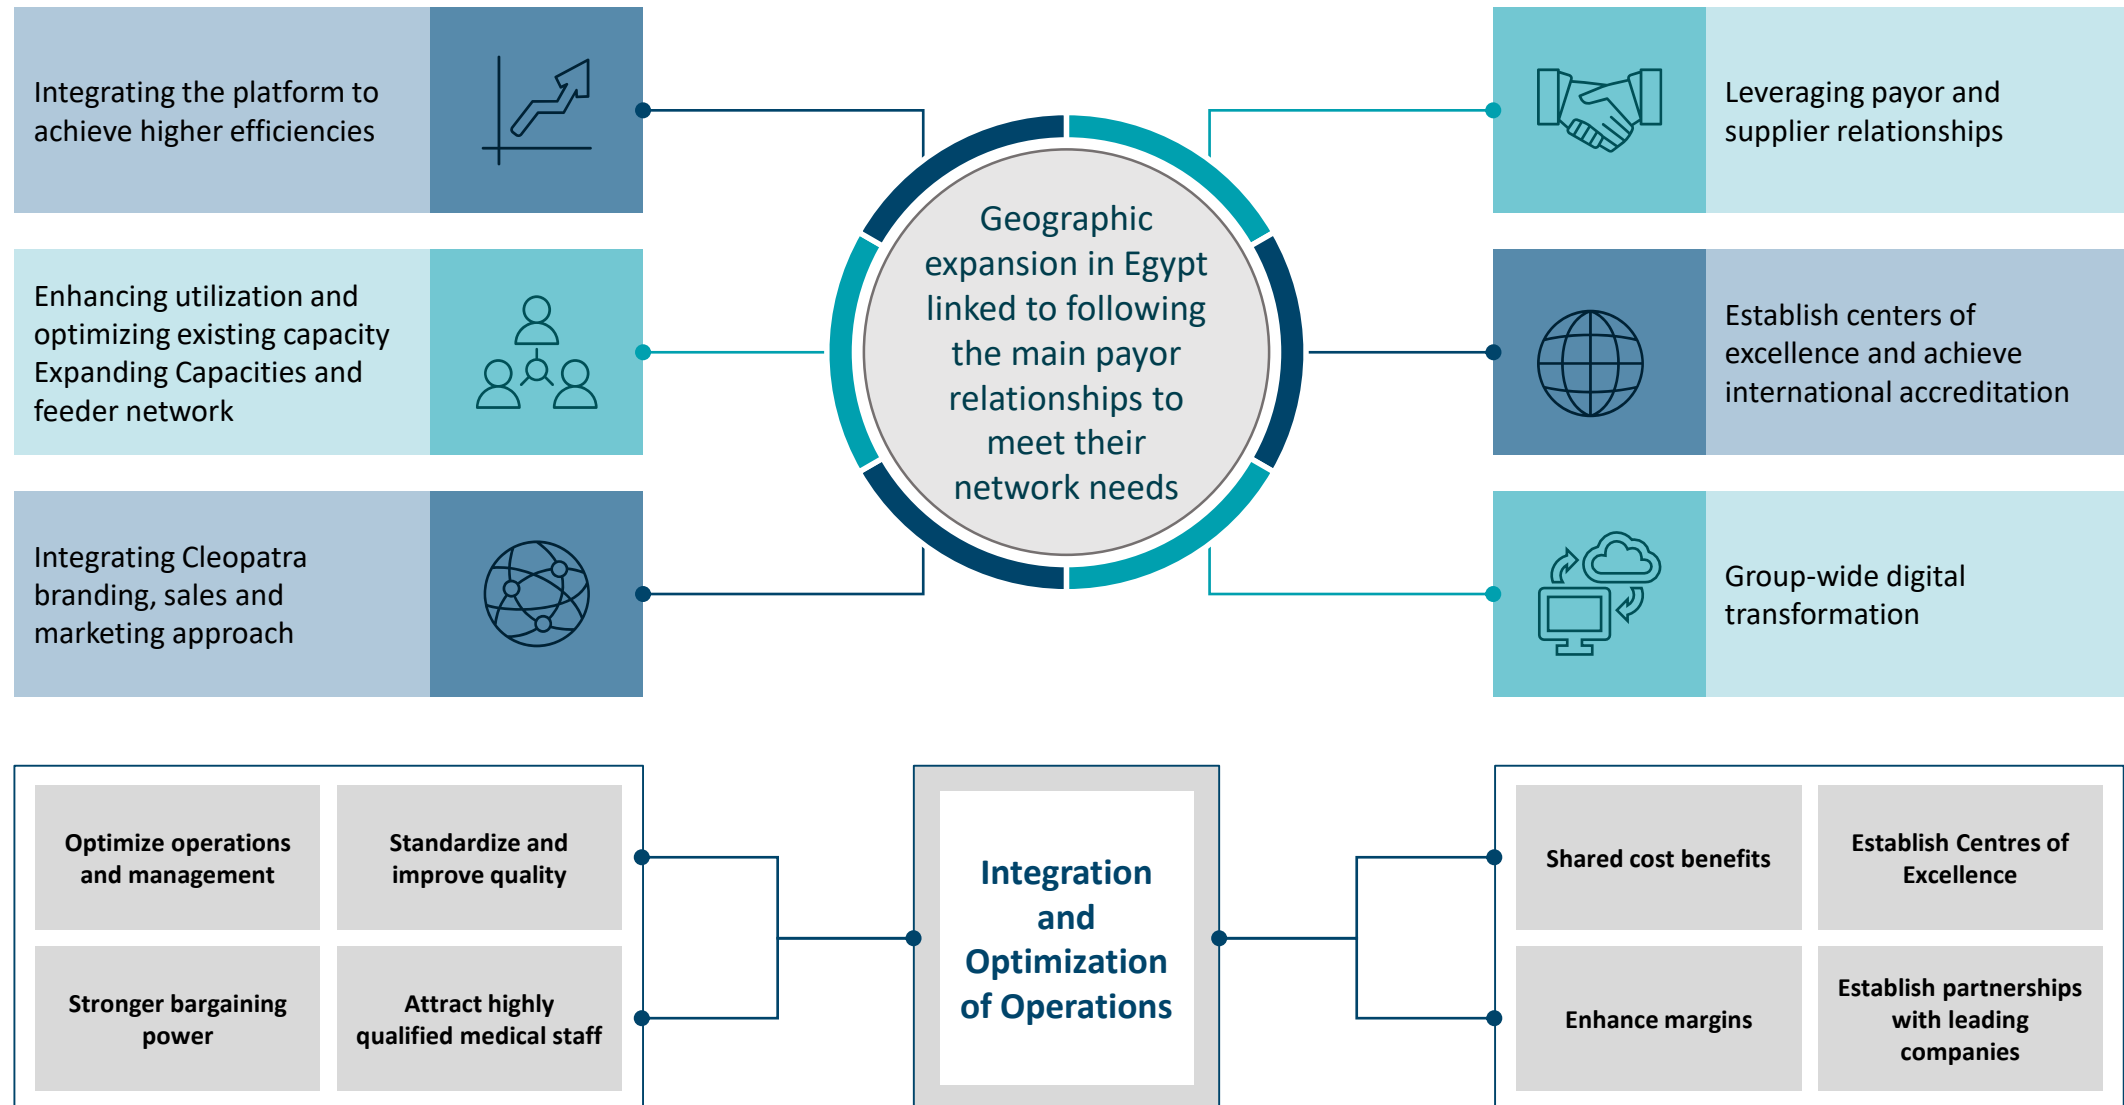 Integrating the platform to
achieve higher efficiencies
Enhancing utilization and
optimizing existing capacity
Expanding Capacities and
feeder network
Integrating Cleopatra
branding, sales and
marketing approach
Geographic
expansion in Egypt
linked to following
the main payor
relationships to
meet their
network needs
Leveraging payor and
supplier relationships
Establish centers of
excellence and achieve
international accreditation
Group-wide digital
transformation
Optimize operations
and management
Standardize and
improve quality
Stronger bargaining
power
Attract highly
qualified medical staff
Integration
and
Optimization
of Operations
Shared cost benefits
Establish Centres of
Excellence
Enhance margins
Establish partnerships
with leading
companies